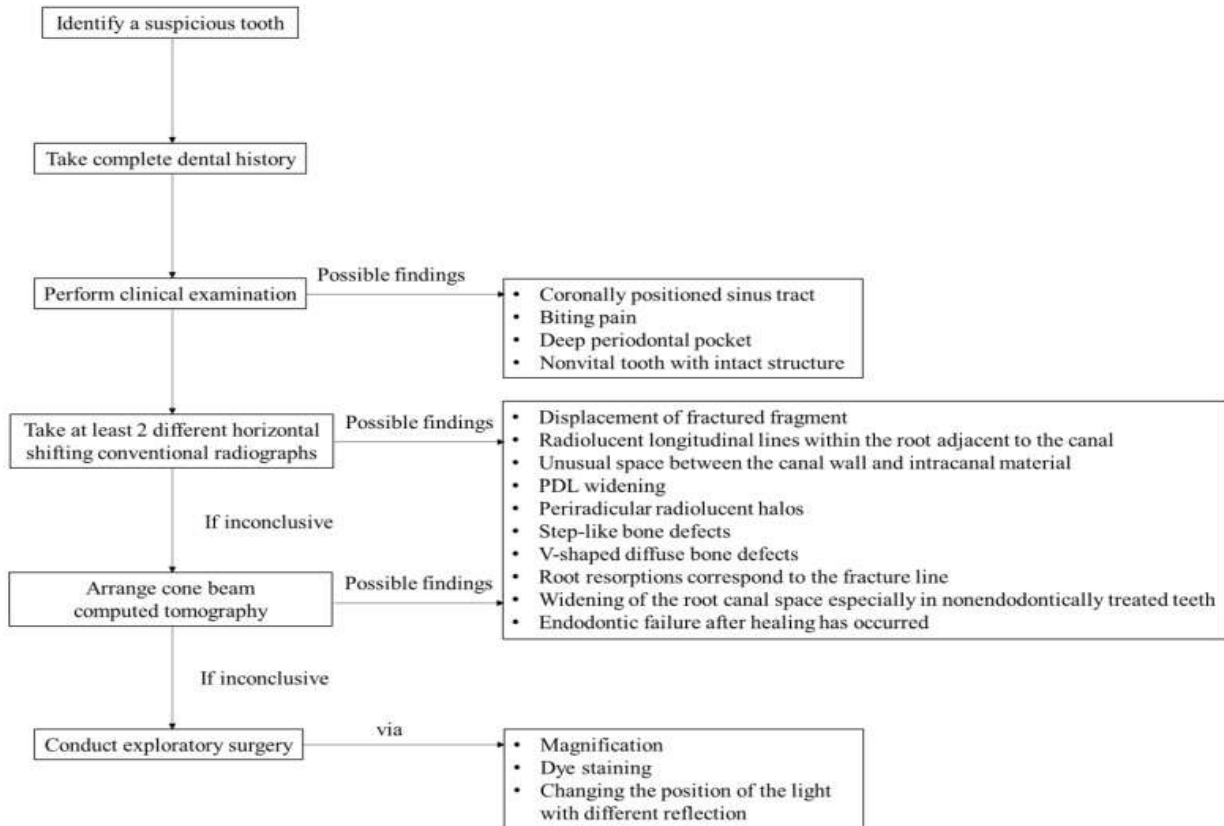 Identify a suspicious tooth
Take complete dental history
Perform clinical examination
Possible findings
• Coronally positioned sinus tract
• Biting pain
• Deep periodontal pocket
• Nonvital tooth with intact structure
Take at least 2 different horizontal
shifting conventional radiographs
Possible findings
• Displacement of fractured fragment
• Radiolucent longitudinal lines within the root adjacent to the canal
• Unusual space between the canal wall and intracanal material
• PDL widening
• Periradicular radiolucent halos
• Step-like bone defects
• V-shaped diffuse bone defects
• Root resorptions correspond to the fracture line
• Widening of the root canal space especially in nonendodontically treated teeth
• Endodontic failure after healing has occurred
If inconclusive
Arrange cone beam
computed tomography
Possible findings
If inconclusive
Conduct exploratory surgery
via
• Magnification
• Dye staining
• Changing the position of the light
with different reflection